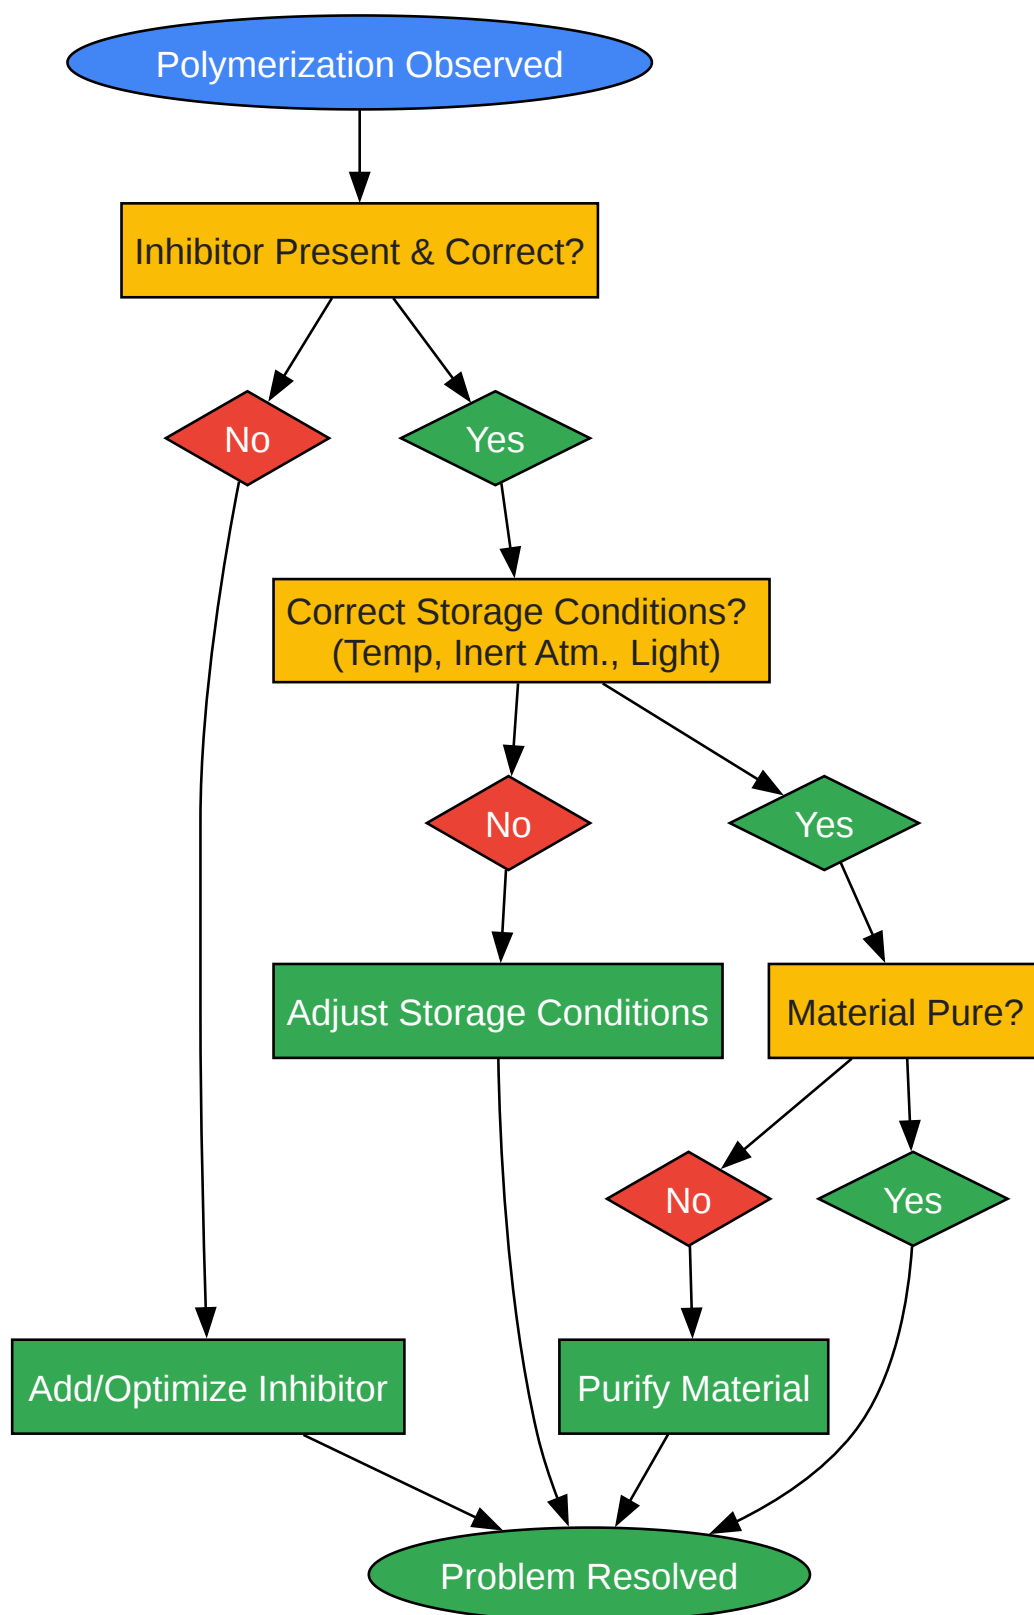 Polymerization Observed
Inhibitor Present & Correct?
No
Yes
Correct Storage Conditions?
(Temp, Inert Atm., Light)
No
Yes
Adjust Storage Conditions
Material Pure?
No
Yes
Add/Optimize Inhibitor
Purify Material
Problem Resolved